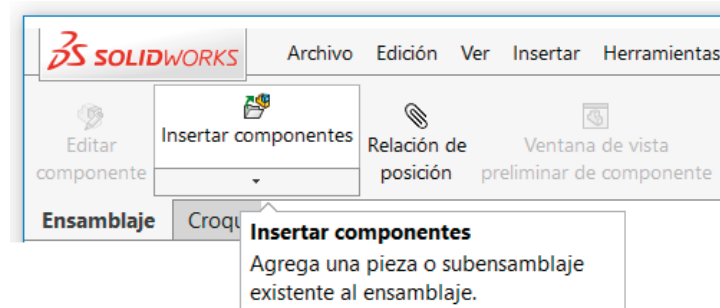 SOLIDWORKS Archivo Edición Ver Insertar Herramientas
Editar componente
Insertar componentes
Relación de posición
Ventana de vista preliminar de componente
Ensamblaje
Insertar componentes
Agrega una pieza o subensamblaje
existente al ensamblaje.